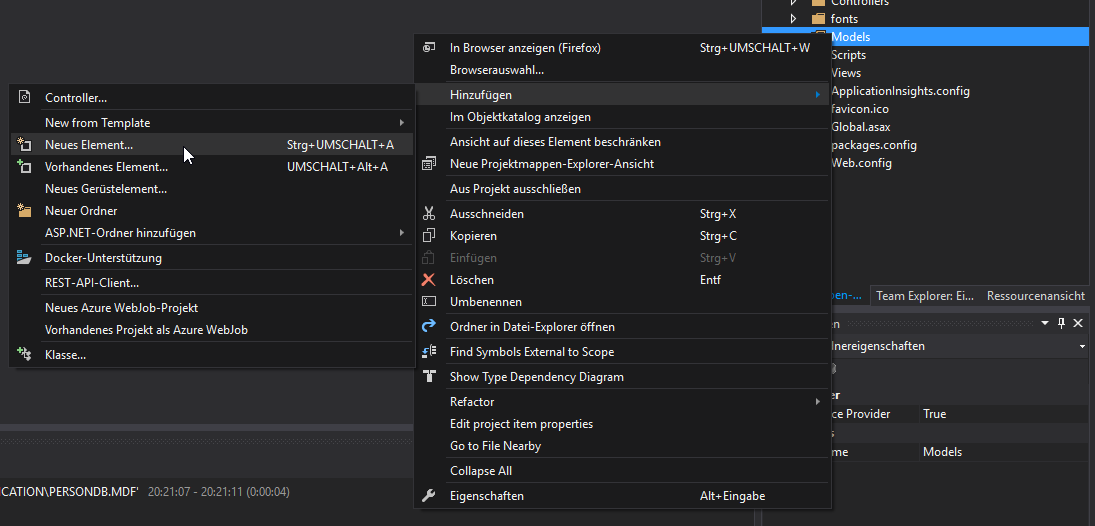 Controllers
fonts
Models
Scripts
Views
ApplicationInsights.config
favicon.ico
Global.asax
packages.config
Web.config
In Browser anzeigen (Firefox) Strg+UMSCHALT+W
Browserauswahl...
Hinzufügen
Im Objektkatalog anzeigen
Ansicht auf dieses Element beschränken
Neue Projektmappen-Explorer-Ansicht
Aus Projekt ausschließen
Ausschneiden Strg+X
Kopieren Strg+C
Einfügen Strg+V
Löschen Entf
Umbenennen
Ordner in Datei-Explorer öffnen
Find Symbols External to Scope
Show Type Dependency Diagram
Refactor
Edit project item properties
Go to File Nearby
Collapse All
Eigenschaften Alt+Eingabe
Controller...
New from Template
Neues Element... Strg+UMSCHALT+A
Vorhandenes Element... UMSCHALT+Alt+A
Neues Gerüstelement...
Neuer Ordner
ASP.NET-Ordner hinzufügen
Docker-Unterstützung
REST-API-Client...
Neues Azure WebJob-Projekt
Vorhandenes Projekt als Azure WebJob
Klasse...
en-... Team Explorer: Ei... Ressourcenansicht
en
nereigenschaften
er
ce Provider True
s
me Models
ICATION\PERSONDB.MDF' 20:21:07 - 20:21:11 (0:00:04)